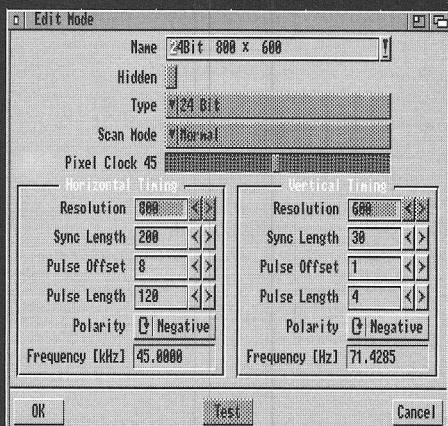 Edit Mode
Name 24Bit 800 x 600
Hidden
Type 24 Bit
Scan Mode Normal
Pixel Clock 45
Horizontal Timing
Resolution 800
Sync Length 200
Pulse Offset 8
Pulse Length 120
Polarity Negative
Frequency [kHz] 45.0000
Vertical Timing
Resolution 600
Sync Length 30
Pulse Offset 1
Pulse Length 4
Polarity Negative
Frequency [Hz] 71.4285
OK Test Cancel